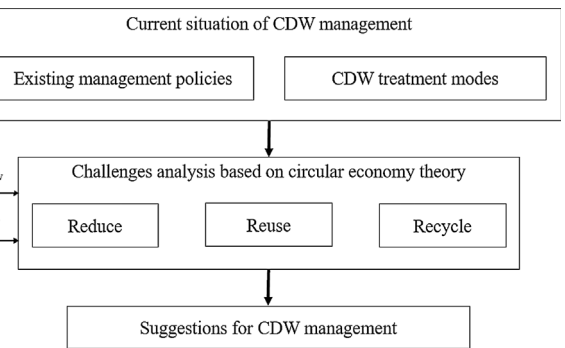 Current situation of CDW management
Existing management policies
CDW treatment modes
Challenges analysis based on circular economy theory
Reduce
Reuse
Recycle
Suggestions for CDW management